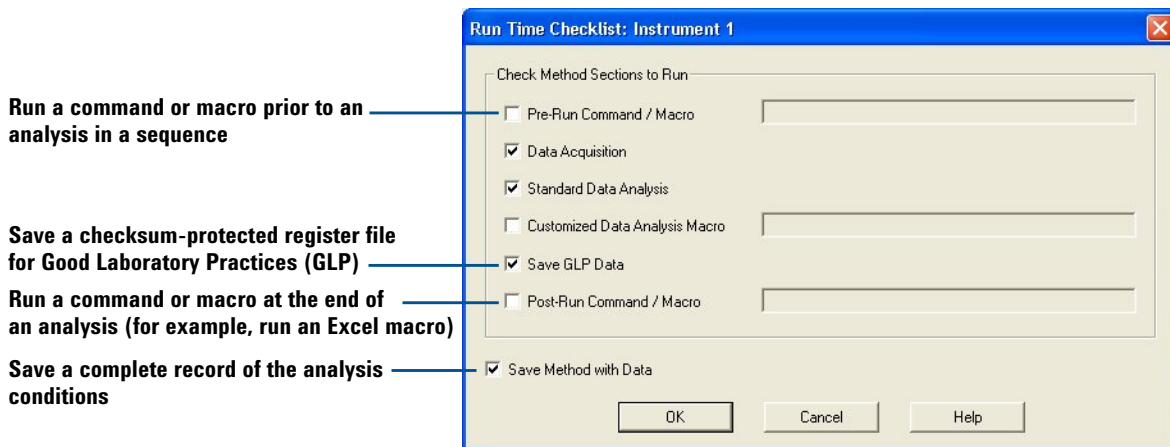 Run Time Checklist: Instrument 1
Check Method Sections to Run
Run a command or macro prior to an
analysis in a sequence
Pre-Run Command / Macro
Data Acquisition
Standard Data Analysis
Customized Data Analysis Macro
Save a checksum-protected register file
for Good Laboratory Practices (GLP)
Save GLP Data
Run a command or macro at the end of
an analysis (for example, run an Excel macro)
Post-Run Command / Macro
Save a complete record of the analysis
conditions
Save Method with Data
OK
Cancel
Help